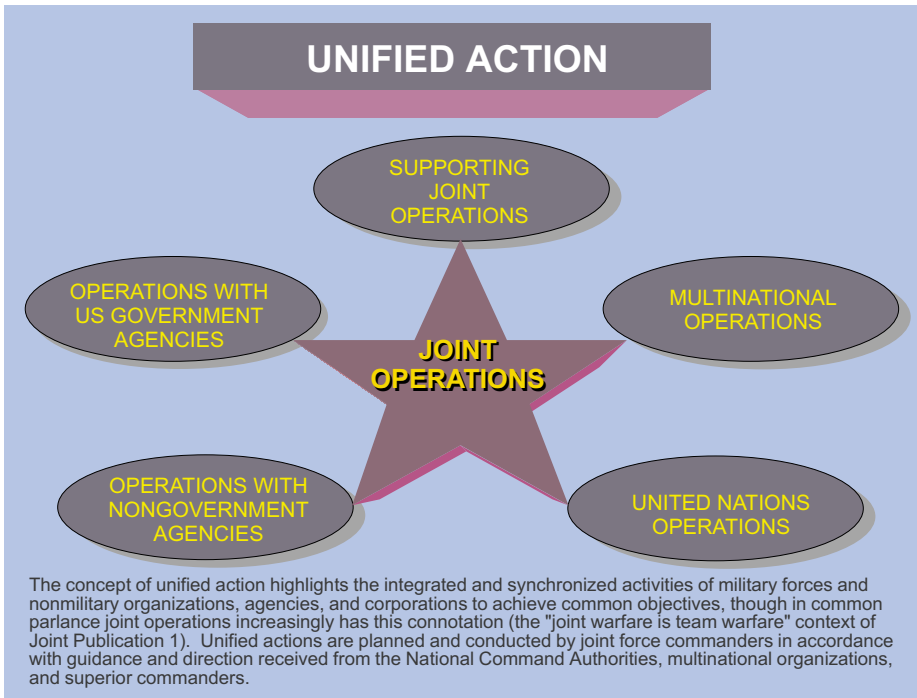 UNIFIED ACTION
SUPPORTING
JOINT
OPERATIONS
OPERATIONS WITH
US GOVERNMENT
AGENCIES
MULTINATIONAL
OPERATIONS
JOINT
OPERATIONS
OPERATIONS WITH
NONGOVERNMENT
AGENCIES
UNITED NATIONS
OPERATIONS
The concept of unified action highlights the integrated and synchronized activities of military forces and
nonmilitary organizations, agencies, and corporations to achieve common objectives, though in common
parlance joint operations increasingly has this connotation (the "joint warfare is team warfare" context of
Joint Publication 1). Unified actions are planned and conducted by joint force commanders in accordance
with guidance and direction received from the National Command Authorities, multinational organizations,
and superior commanders.